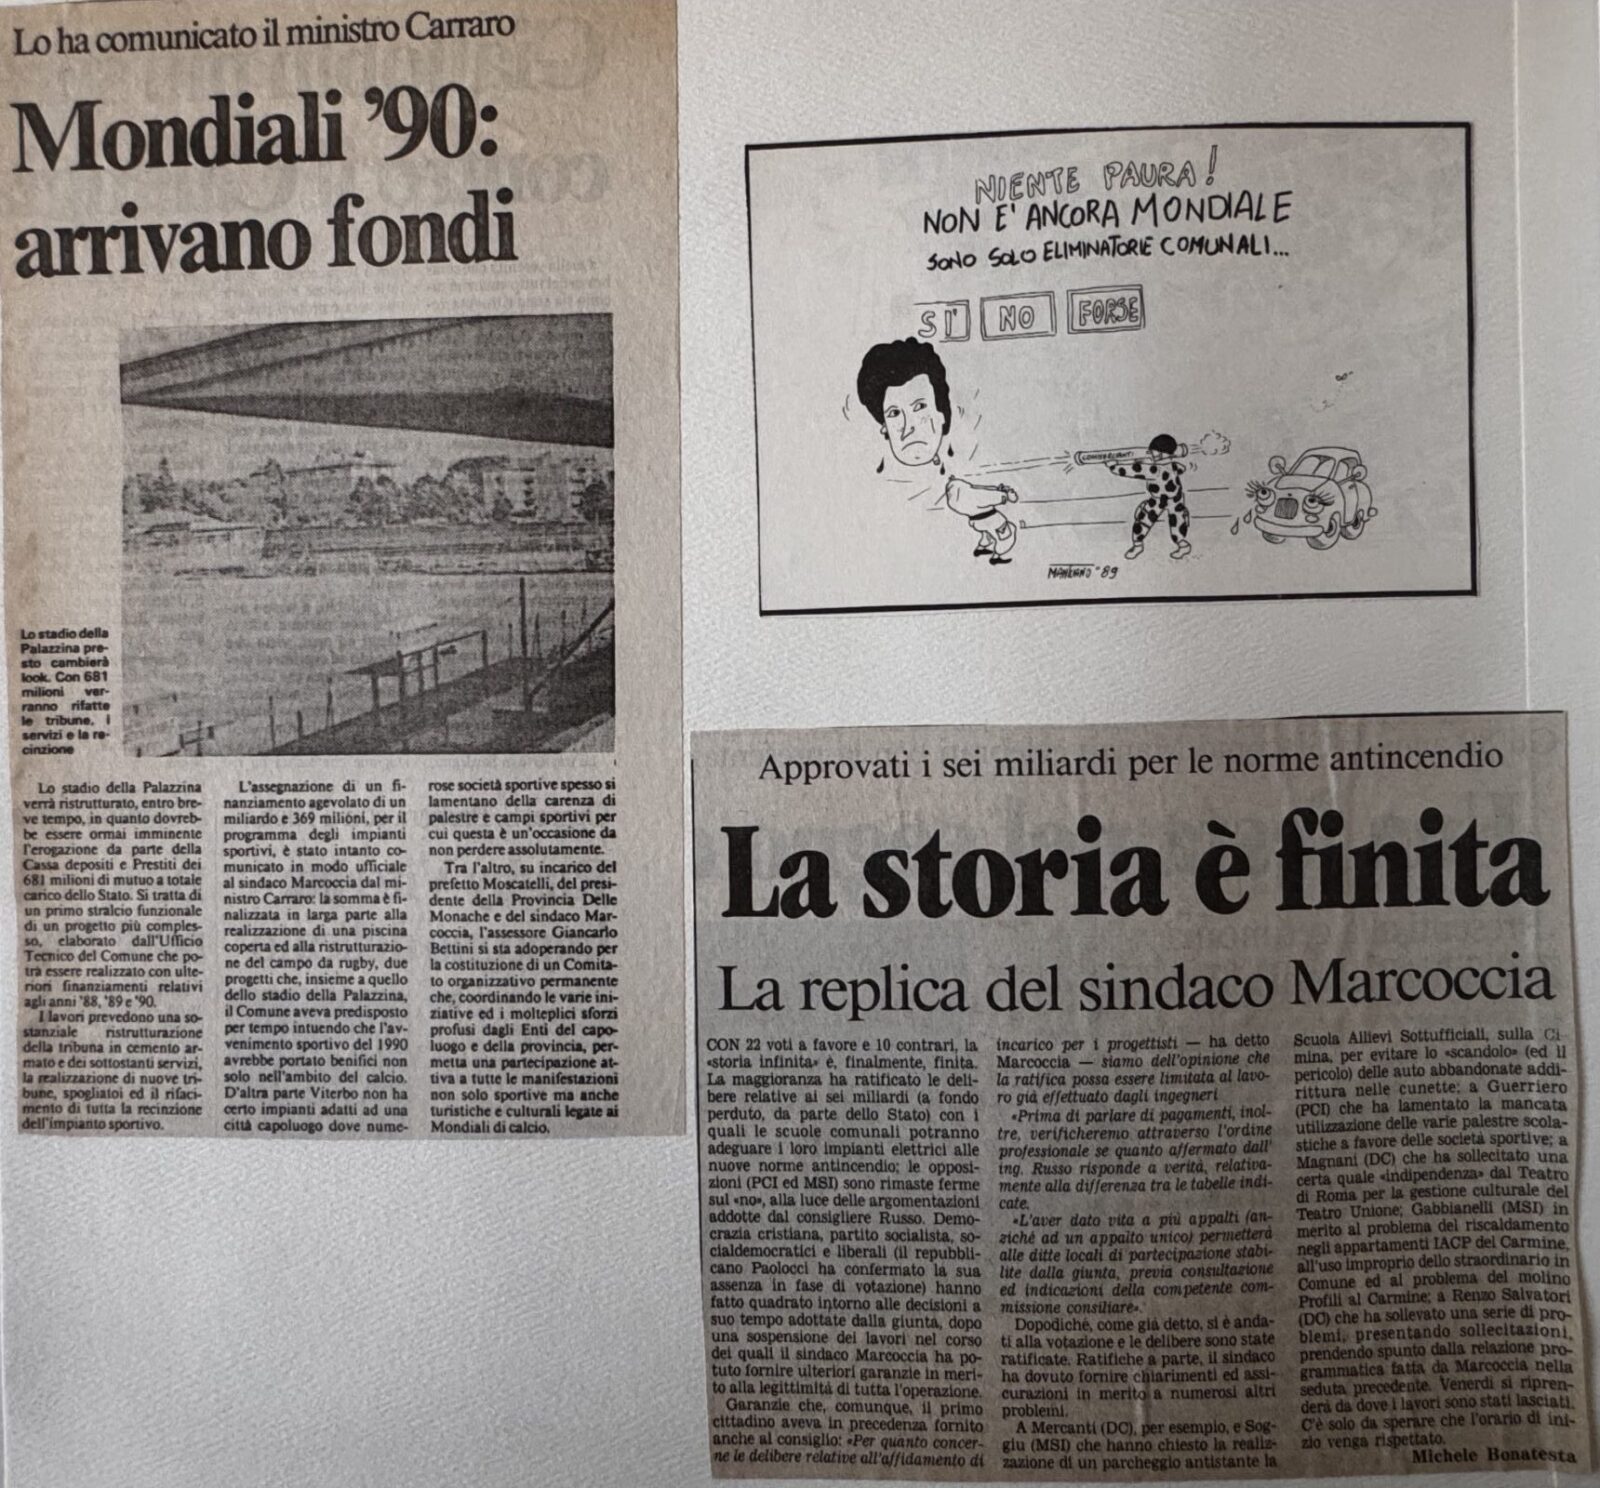 Lo ha comunicato il ministro Carraro
Mondiali '90:
arrivano fondi
Lo stadio della
Palazzina pre-
sto cambierà
look. Con 681
milioni ver-
ranno rifatte
le tribune, i
servizi e la re-
cinzione
Lo stadio della Palazzina
verrà ristrutturato, entro bre-
ve tempo, in quanto dovreb-
be essere ormai imminente
l'erogazione da parte della
Cassa depositi e Prestiti dei
681 milioni di mutuo a totale
carico dello Stato. Si tratta di
un primo stralcio funzionale
di un progetto più comples-
so, elaborato dall'Ufficio
Tecnico del Comune che po-
trà essere realizzato con ulte-
riori finanziamenti relativi
agli anni '88, '89 e '90.
I lavori prevedono una so-
stanziale ristrutturazione
della tribuna in cemento ar-
mato e dei sottostanti servizi,
la realizzazione di nuove tri-
bune, spogliatoi ed il rifaci-
mento di tutta la recinzione
dell'impianto sportivo.
L'assegnazione di un fi-
nanziamento agevolato di un
miliardo e 369 milioni, per il
programma degli impianti
sportivi, è stato intanto co-
municato in modo ufficiale
al sindaco Marcoccia dal mi-
nistro Carraro: la somma è fi-
nalizzata in larga parte alla
realizzazione di una piscina
coperta ed alla ristrutturazio-
ne del campo da rugby, due
progetti che, insieme a quello
dello stadio della Palazzina,
il Comune aveva predisposto
per tempo intuendo che l'av-
venimento sportivo del 1990
avrebbe portato benifici non
solo nell'ambito del calcio.
D'altra parte Viterbo non ha
certo impianti adatti ad una
città capoluogo dove nume-
rose società sportive spesso si
lamentano della carenza di
palestre e campi sportivi per
cui questa è un'occasione da
non perdere assolutamente.
Tra l'altro, su incarico del
prefetto Moscatelli, del presi-
dente della Provincia Delle
Monache e del sindaco Mar-
coccia, l'assessore Giancarlo
Bettini si sta adoperando per
la costituzione di un Comita-
to organizzativo permanente
che, coordinando le varie ini-
ziative ed i molteplici sforzi
profusi dagli Enti del capo-
luogo e della provincia, per-
metta una partecipazione at-
tiva a tutte le manifestazioni
non solo sportive ma anche
turistiche e culturali legate ai
Mondiali di calcio.
NIENTE PAURA!
NON E' ANCORA MONDIALE
SONO SOLO ELIMINATORIE COMUNALI...
SI' NO FORSE
COMMERCIANTI
'89
Approvati i sei miliardi per le norme antincendio
La storia è finita
La replica del sindaco Marcoccia
CON 22 voti a favore e 10 contrari, la
«storia infinita» è, finalmente, finita.
La maggioranza ha ratificato le deli-
bere relative ai sei miliardi (a fondo
perduto, da parte dello Stato) con i
quali le scuole comunali potranno
adeguare i loro impianti elettrici alle
nuove norme antincendio; le opposi-
zioni (PCI ed MSI) sono rimaste ferme
sul «no», alla luce delle argomentazioni
addotte dal consigliere Russo. Demo-
crazia cristiana, partito socialista, so-
cialdemocratici e liberali (il repubbli-
cano Paolocci ha confermato la sua
assenza in fase di votazione) hanno
fatto quadrato intorno alle decisioni a
suo tempo adottate dalla giunta, dopo
una sospensione dei lavori nel corso
dei quali il sindaco Marcoccia ha po-
tuto fornire ulteriori garanzie in meri-
to alla legittimità di tutta l'operazione.
Garanzie che, comunque, il primo
cittadino aveva in precedenza fornito
anche al consiglio: «Per quanto concer-
ne le delibere relative all'affidamento di
incarico per i progettisti — ha detto
Marcoccia — siamo dell'opinione che
la ratifica possa essere limitata al lavo-
ro già effettuato dagli ingegneri
«Prima di parlare di pagamenti, inol-
tre, verificheremo attraverso l'ordine
professionale se quanto affermato dall'
ing. Russo risponde a verità, relativa-
mente alla differenza tra le tabelle indi-
cate.
«L'aver dato vita a più appalti (an-
ziché ad un appalto unico) permetterà
alle ditte locali di partecipazione stabi-
lite dalla giunta, previa consultazione
ed indicazioni della competente com-
missione consiliare».
Dopodiché, come già detto, si è anda-
ti alla votazione e le delibere sono state
ratificate. Ratifiche a parte, il sindaco
ha dovuto fornire chiarimenti ed assi-
curazioni in merito a numerosi altri
problemi.
A Mercanti (DC), per esempio, e Sog-
giu (MSI) che hanno chiesto la realiz-
zazione di un parcheggio antistante la
Scuola Allievi Sottufficiali, sulla Ci-
mina, per evitare lo «scandolo» (ed il
pericolo) delle auto abbandonate addi-
rittura nelle cunette; a Guerriero
(PCI) che ha lamentato la mancata
utilizzazione delle varie palestre scola-
stiche a favore delle società sportive; a
Magnani (DC) che ha sollecitato una
certa quale «indipendenza» dal Teatro
di Roma per la gestione culturale del
Teatro Unione; Gabbianelli (MSI) in
merito al problema del riscaldamento
negli appartamenti IACP del Carmine,
all'uso improprio dello straordinario in
Comune ed al problema del molino
Profili al Carmine; a Renzo Salvatori
(DC) che ha sollevato una serie di pro-
blemi, presentando sollecitazioni,
prendendo spunto dalla relazione pro-
grammatica fatta da Marcoccia nella
seduta precedente. Venerdì si ripren-
derà da dove i lavori sono stati lasciati.
C'è solo da sperare che l'orario di ini-
zio venga rispettato.
Michele Bonatesta